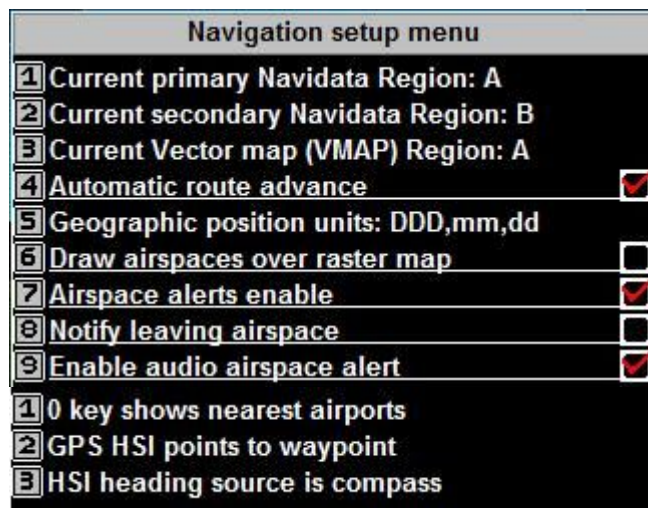 Navigation setup menu
1 Current primary Navidata Region: A
2 Current secondary Navidata Region: B
3 Current Vector map (VMAP) Region: A
4 Automatic route advance
5 Geographic position units: DDD,mm,dd
6 Draw airspaces over raster map
7 Airspace alerts enable
8 Notify leaving airspace
9 Enable audio airspace alert
1 0 key shows nearest airports
2 GPS HSI points to waypoint
3 HSI heading source is compass